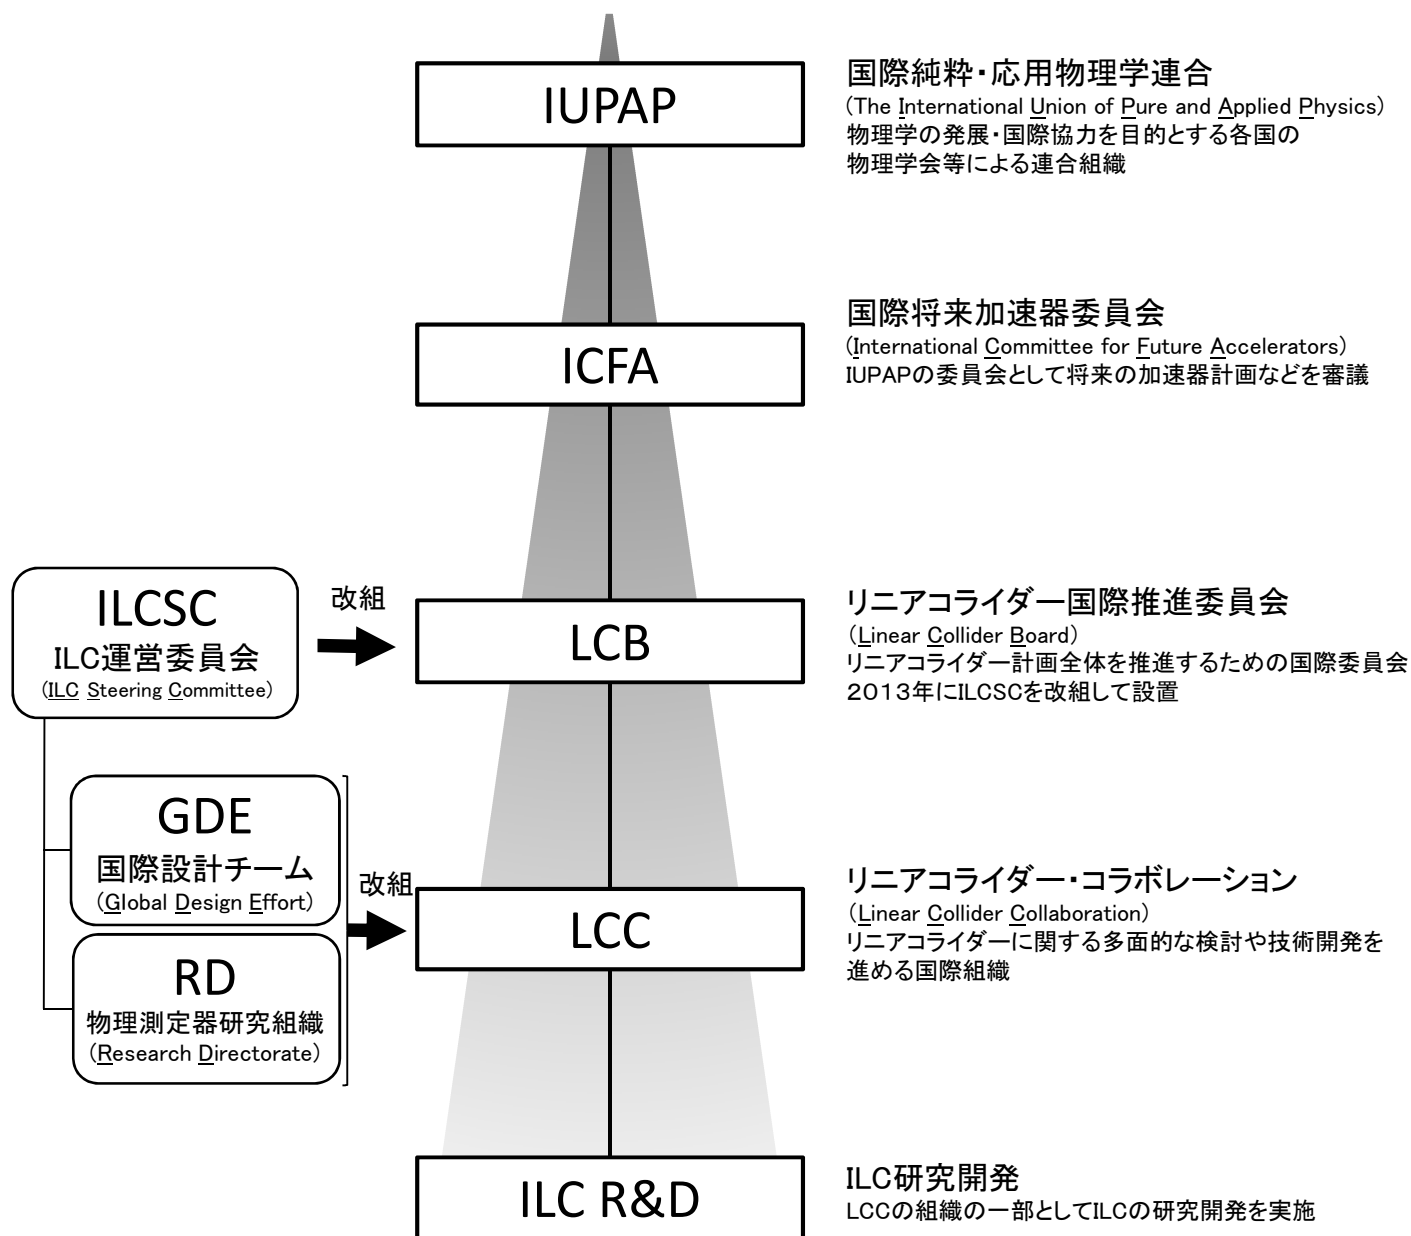 IUPAP
国際純粋・応用物理学連合
(The International Union of Pure and Applied Physics)
物理学の発展・国際協力を目的とする各国の
物理学会等による連合組織
ICFA
国際将来加速器委員会
(International Committee for Future Accelerators)
IUPAPの委員会として将来の加速器計画などを審議
ILCSC
ILC運営委員会
(ILC Steering Committee)
改組
LCB
リニアコライダー国際推進委員会
(Linear Collider Board)
リニアコライダー計画全体を推進するための国際委員会
2013年にILCSCを改組して設置
GDE
国際設計チーム
(Global Design Effort)
RD
物理測定器研究組織
(Research Directorate)
改組
LCC
リニアコライダー・コラボレーション
(Linear Collider Collaboration)
リニアコライダーに関する多面的な検討や技術開発を
進める国際組織
ILC R&D
ILC研究開発
LCCの組織の一部としてILCの研究開発を実施